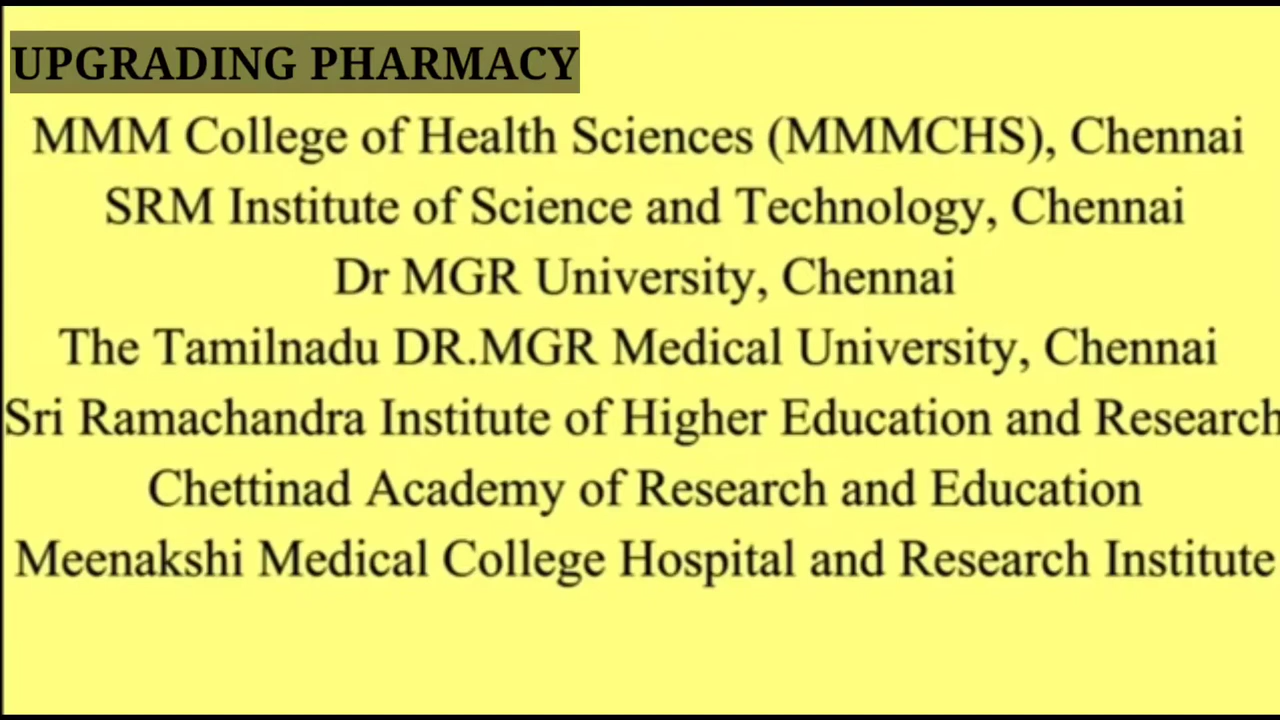 UPGRADING PHARMACY
MMM College of Health Sciences (MMMCHS), Chennai
SRM Institute of Science and Technology, Chennai
Dr MGR University, Chennai
The Tamilnadu DR.MGR Medical University, Chennai
Sri Ramachandra Institute of Higher Education and Research
Chettinad Academy of Research and Education
Meenakshi Medical College Hospital and Research Institute